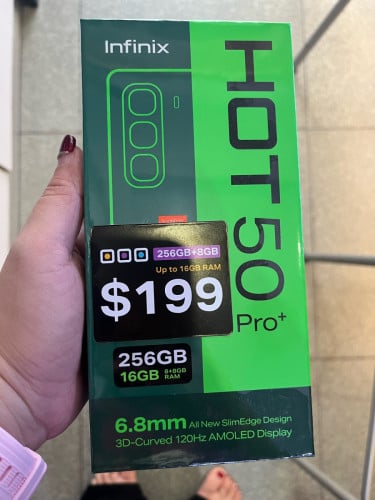 Infinix
HOT 50
Pro+
256GB+8GB
Up to 16GB RAM
$199
256GB
16GB 8+8GB RAM
6.8mm All New SlimEdge Design
3D-Curved 120Hz AMOLED Display